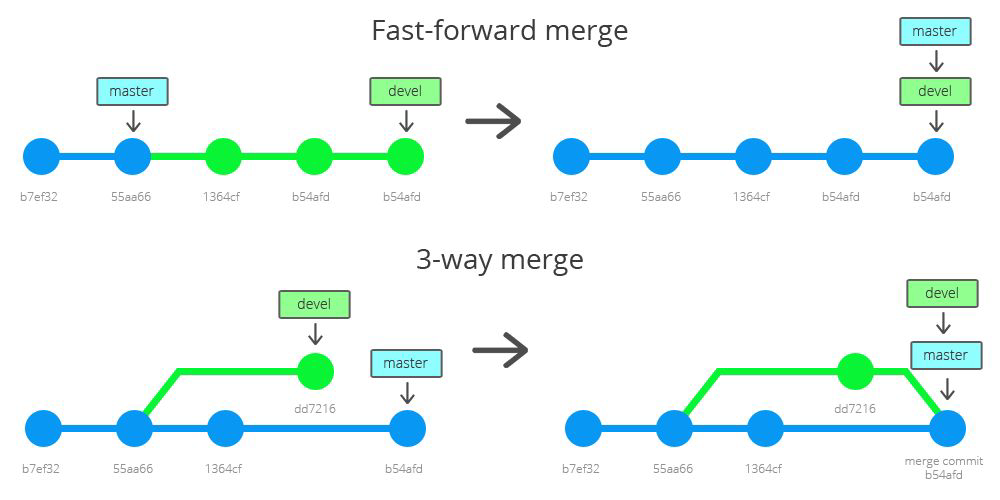 Fast-forward merge
master
devel
b7ef32
55aa66
1364cf
b54afd
b54afd
master
devel
b7ef32
55aa66
1364cf
b54afd
b54afd
3-way merge
devel
master
dd7216
b7ef32
55aa66
1364cf
b54afd
devel
master
dd7216
b7ef32
55aa66
1364cf
merge commit
b54afd